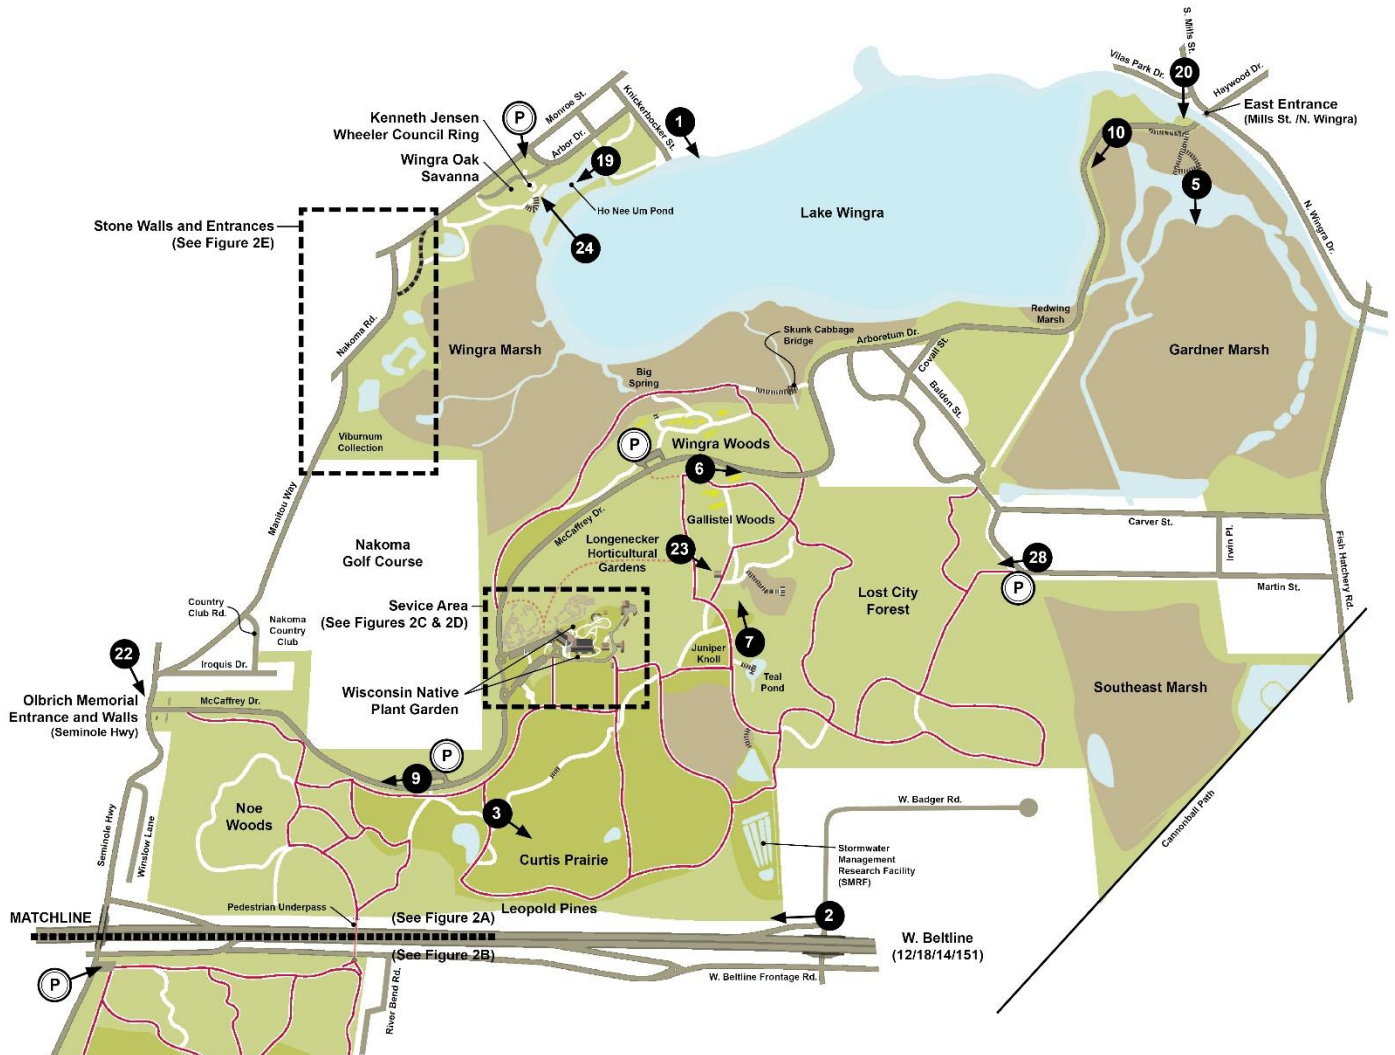 S. Mills St.
Vilas Park Dr.
20
Haywood Dr.
East Entrance
(Mills St. /N. Wingra)
Kenneth Jensen
Wheeler Council Ring
P
Monroe St.
Knickerbocker St.
1
Arbor Dr.
10
Wingra Oak
Savanna
19
5
Ho Nee Um Pond
Lake Wingra
N. Wingra Dr.
Stone Walls and Entrances
(See Figure 2E)
24
Redwing
Marsh
Nakoma Rd.
Wingra Marsh
Skunk Cabbage
Bridge
Arboretum Dr.
Covall St.
Gardner Marsh
Big
Spring
Balden St.
Viburnum
Collection
P
Wingra Woods
6
Manitou Way
McCaffrey Dr.
Gallistel Woods
Carver St.
Irwin Pl.
Fish Hatchery Rd.
Nakoma
Golf Course
Longenecker
Horticultural
Gardens
23
28
P
Martin St.
Lost City
Forest
Country
Club Rd.
Nakoma
Country
Club
Sevice Area
(See Figures 2C & 2D)
7
22
Iroquis Dr.
Juniper
Knoll
Teal
Pond
Southeast Marsh
Olbrich Memorial
Entrance and Walls
(Seminole Hwy)
McCaffrey Dr.
Wisconsin Native
Plant Garden
P
9
Noe
Woods
3
W. Badger Rd.
Cannonball Path
Seminole Hwy
Winslow Lane
Curtis Prairie
Stormwater
Management
Research Facility
(SMRF)
Pedestrian Underpass
Leopold Pines
MATCHLINE
(See Figure 2A)
2
(See Figure 2B)
W. Beltline
(12/18/14/151)
P
W. Beltline Frontage Rd.
River Bend Rd.